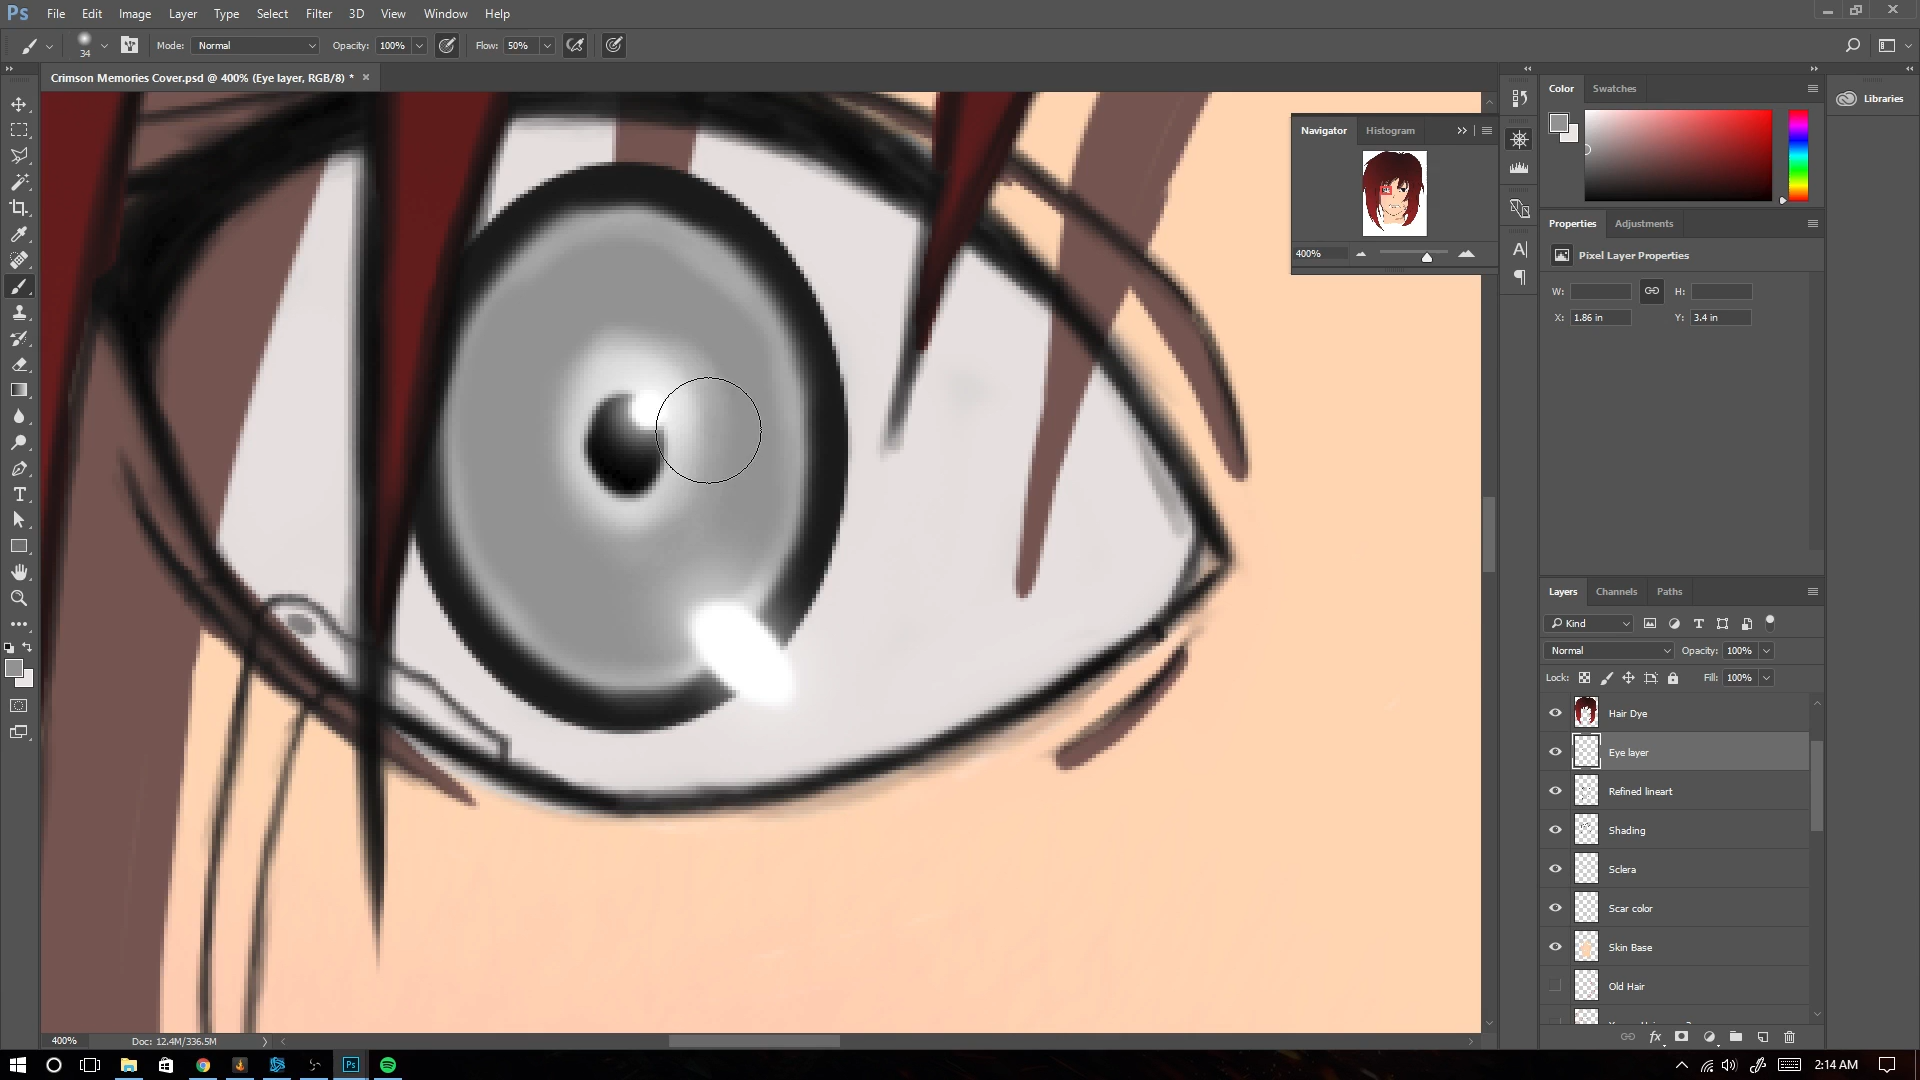 Ps File Edit Image Layer Type Select Filter 3D View Window Help
34 Mode: Normal Opacity: 100% Flow: 50%
Crimson Memories Cover.psd @ 400% (Eye layer, RGB/8) * ×
Navigator Histogram
400%
Color Swatches
Libraries
Properties Adjustments
Pixel Layer Properties
W: H:
X: 1.86 in Y: 3.4 in
Layers Channels Paths
Kind
Normal Opacity: 100%
Lock: Fill: 100%
Hair Dye
Eye layer
Refined lineart
Shading
Sclera
Scar color
Skin Base
Old Hair
400% Doc: 12.4M/336.5M
Ps 2:14 AM